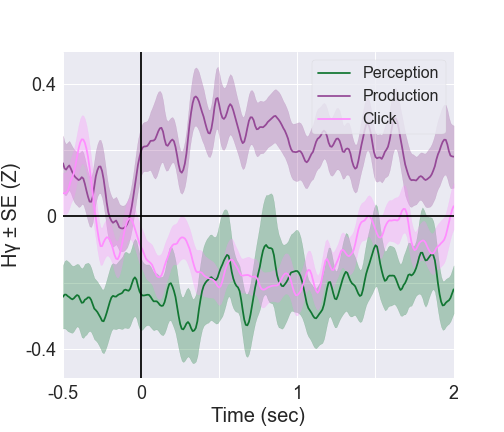 Perception
Production
Click
0.4
0
-0.4
Hγ ± SE (Z)
-0.5
0
1
2
Time (sec)